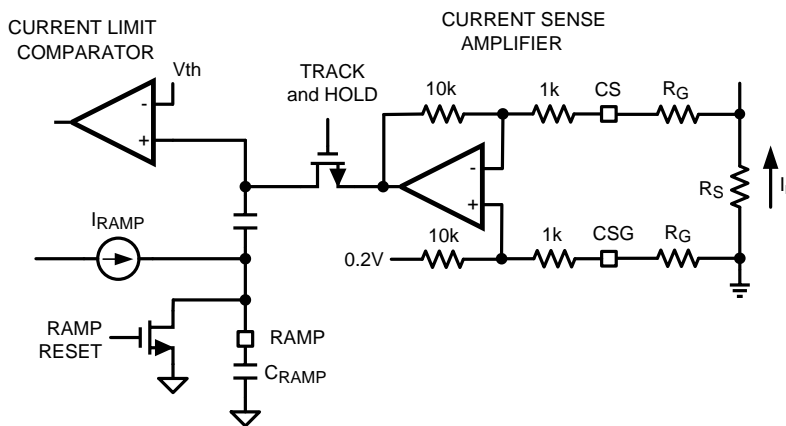 CURRENT LIMIT
COMPARATOR
CURRENT SENSE
AMPLIFIER
Vth
TRACK
and HOLD
10k
1k
CS
RG
-
+
-
+
RS
IRAMP
0.2V
10k
1k
CSG
RG
RAMP
RESET
RAMP
CRAMP